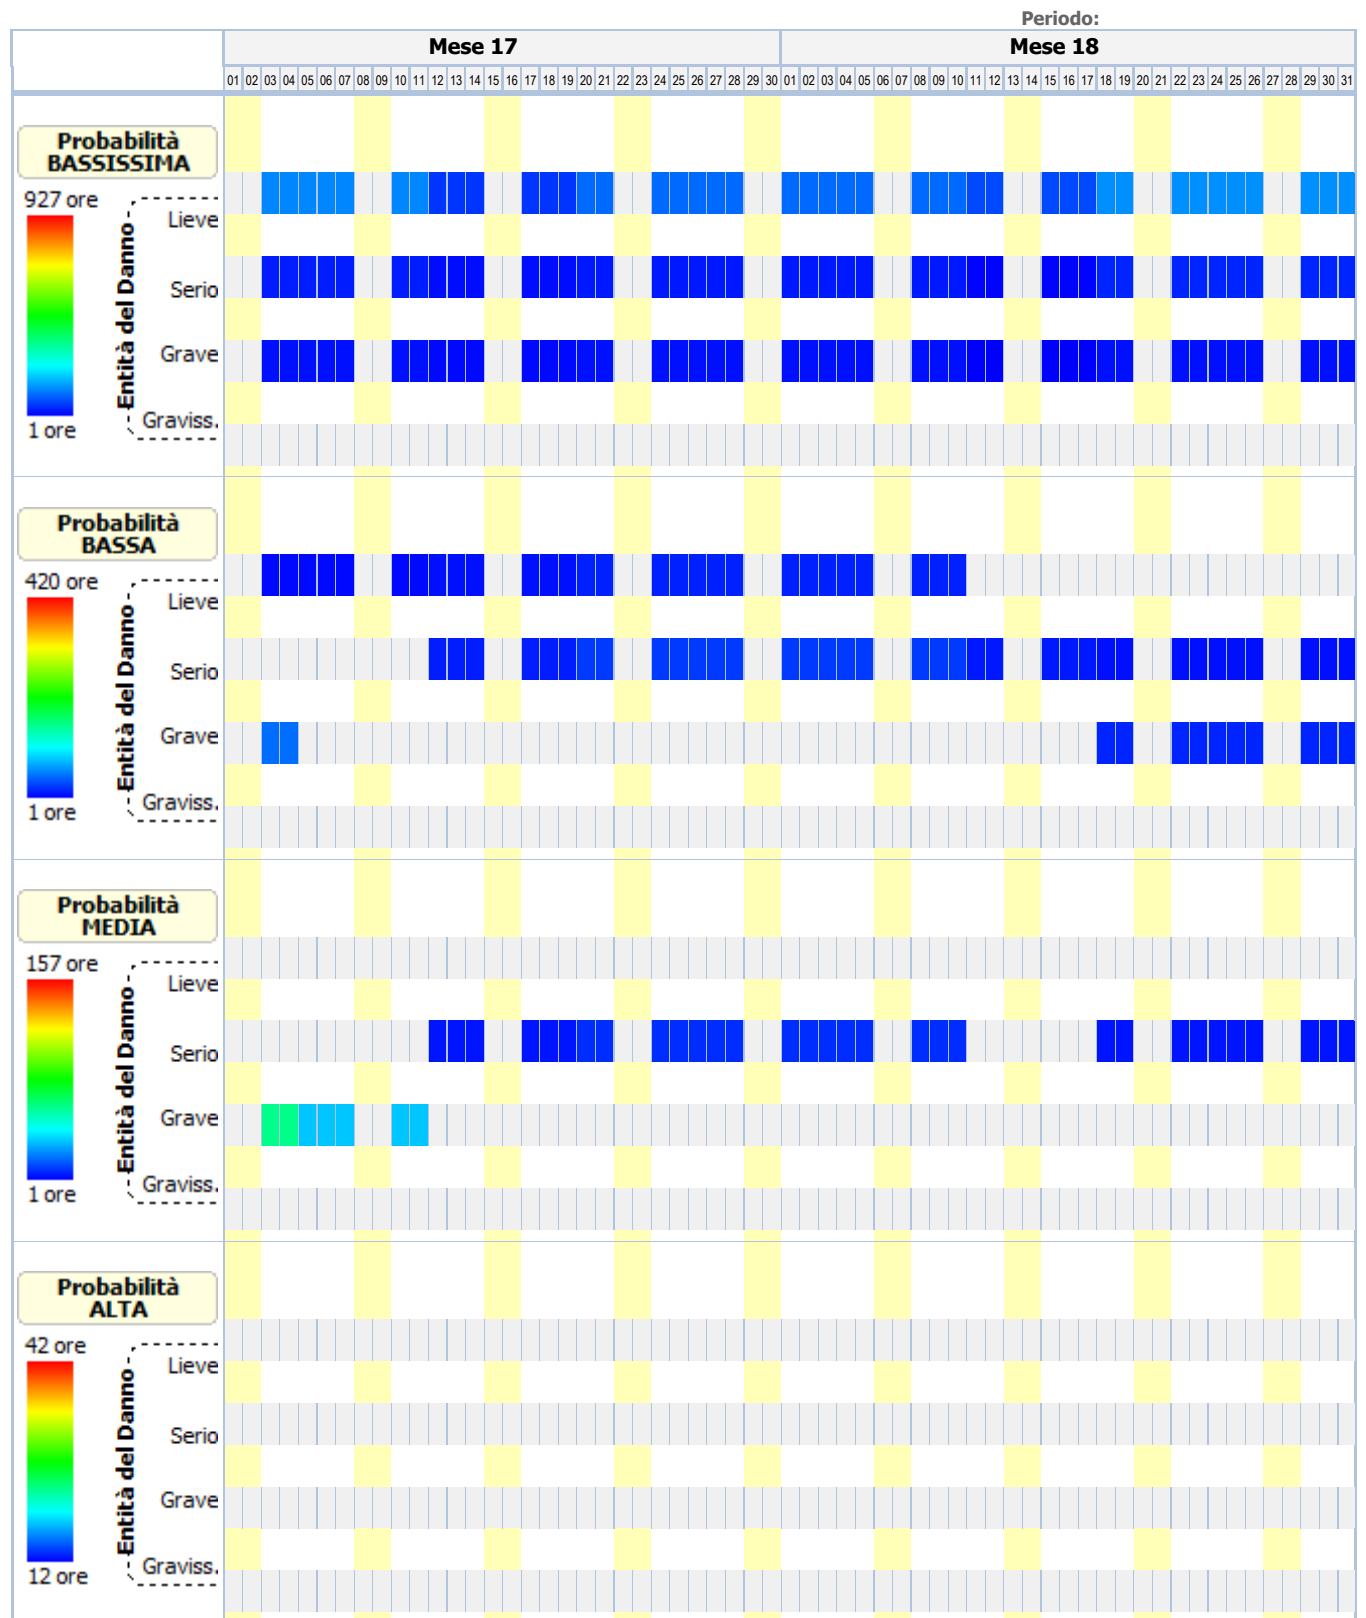 Periodo:
Mese 17 Mese 18
01 02 03 04 05 06 07 08 09 10 11 12 13 14 15 16 17 18 19 20 21 22 23 24 25 26 27 28 29 30 01 02 03 04 05 06 07 08 09 10 11 12 13 14 15 16 17 18 19 20 21 22 23 24 25 26 27 28 29 30 31
Probabilità
BASSISSIMA
927 ore
1 ore
Entità del Danno
Lieve
Serio
Grave
Graviss.
Probabilità
BASSA
420 ore
1 ore
Entità del Danno
Lieve
Serio
Grave
Graviss.
Probabilità
MEDIA
157 ore
1 ore
Entità del Danno
Lieve
Serio
Grave
Graviss.
Probabilità
ALTA
42 ore
12 ore
Entità del Danno
Lieve
Serio
Grave
Graviss.